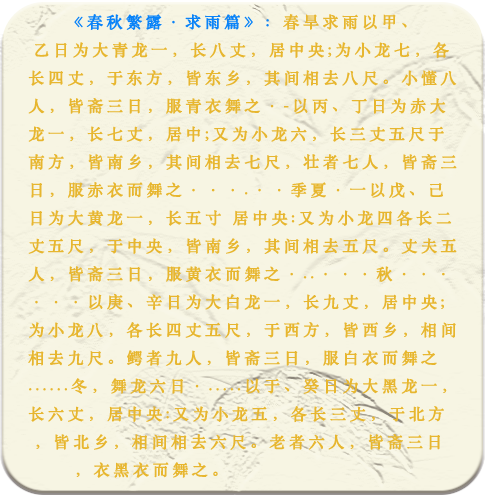 《春秋繁露·求雨篇》：春旱求雨以甲、
乙日为大青龙一，长八丈，居中央;为小龙七，各
长四丈，于东方，皆东乡，其间相去八尺。小懂八
人，皆斋三日，服青衣舞之··-以丙、丁日为赤大
龙一，长七丈，居中;又为小龙六，长三丈五尺于
南方，皆南乡，其间相去七尺，壮者七人，皆斋三
日，服赤衣而舞之···.··季夏·一以戊、己
日为大黄龙一，长五寸 居中央:又为小龙四各长二
丈五尺，于中央，皆南乡，其间相去五尺。丈夫五
人，皆斋三日，服黄衣而舞之·..···秋···
···以庚、辛日为大白龙一，长九丈，居中央;
为小龙八，各长四丈五尺，于西方，皆西乡，相间
相去九尺。鳄者九人，皆斋三日，服白衣而舞之
......冬，舞龙六日·....以于、癸日为大黑龙一，
长六丈，居中央:又为小龙五，各长三丈，于北方
，皆北乡，相间相去六尺。老者六人，皆斋三日
，衣黑衣而舞之。